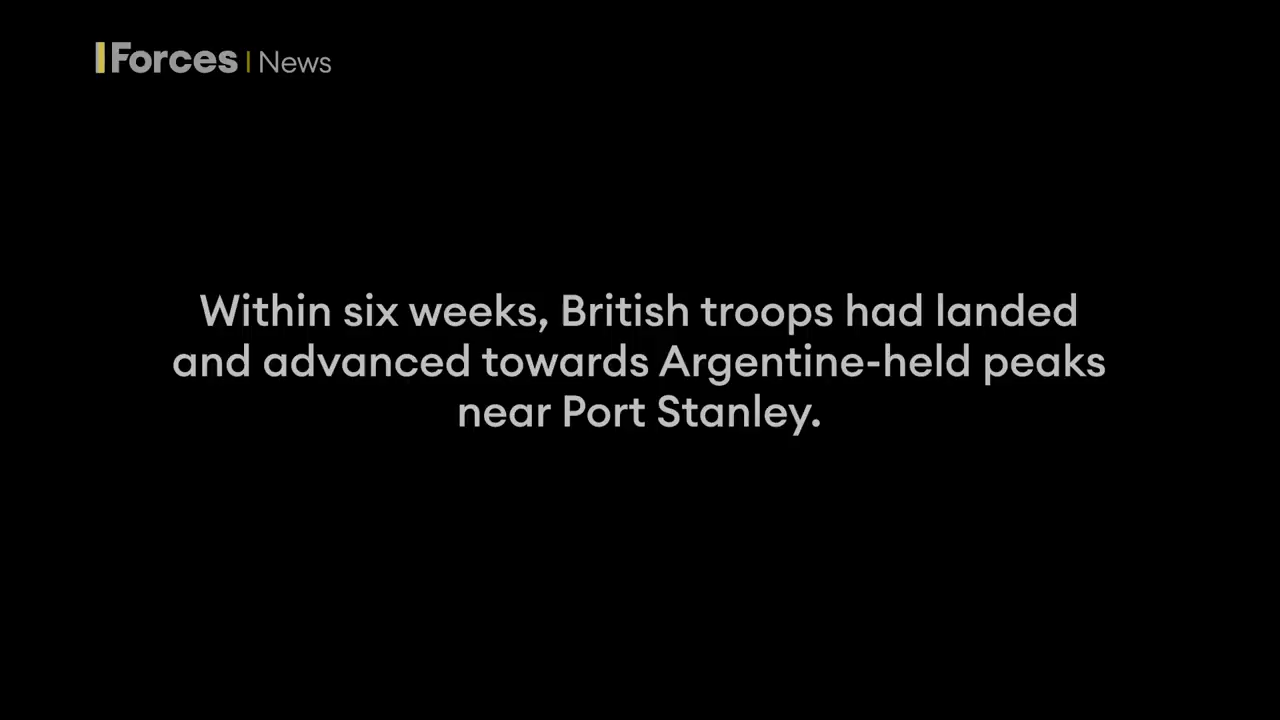 Forces | News
Within six weeks, British troops had landed
and advanced towards Argentine-held peaks
near Port Stanley.